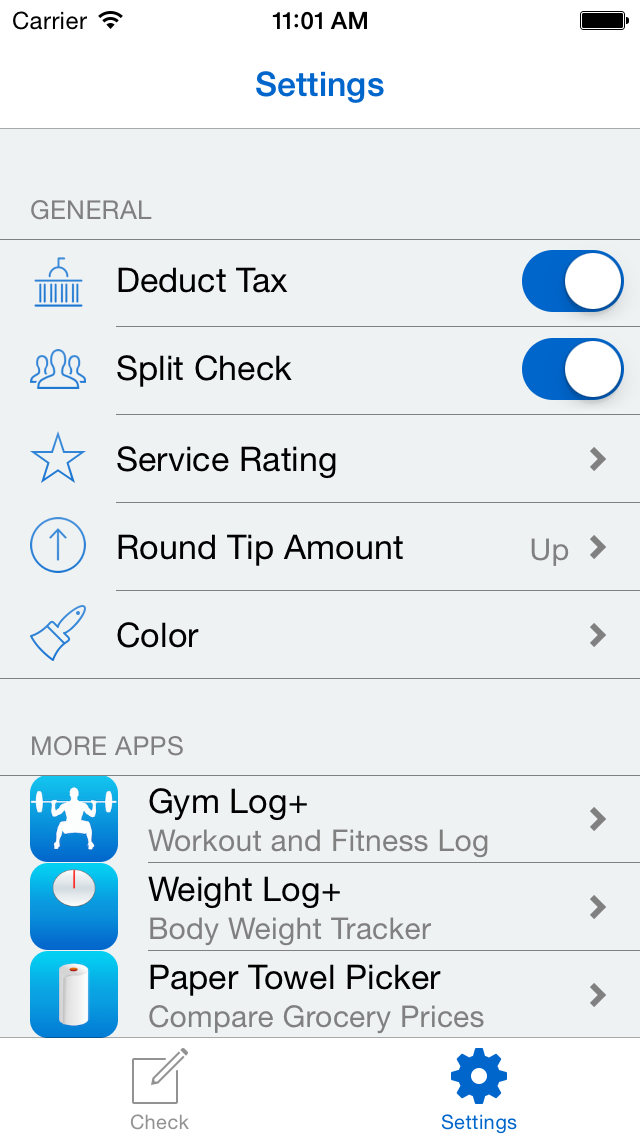 Carrier 11:01 AM
Settings
GENERAL
Deduct Tax
Split Check
Service Rating
Round Tip Amount Up
Color
MORE APPS
Gym Log+
Workout and Fitness Log
Weight Log+
Body Weight Tracker
Paper Towel Picker
Compare Grocery Prices
Check Settings